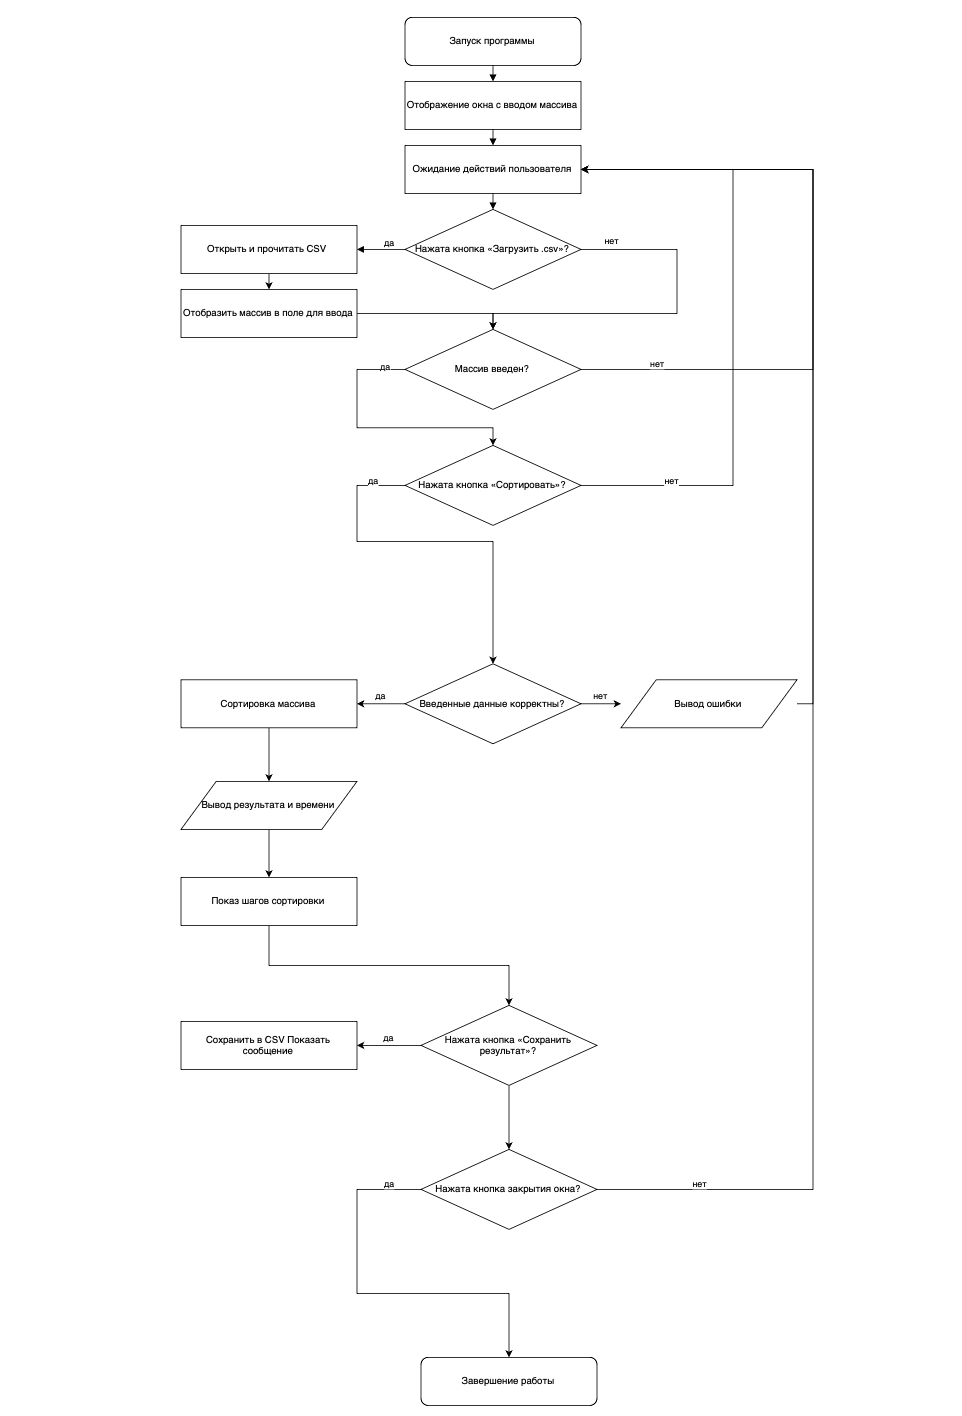 Запуск программы
Отображение окна с вводом массива
Ожидание действий пользователя
Открыть и прочитать CSV
да
Нажата кнопка «Загрузить .csv»?
нет
Отобразить массив в поле для ввода
да
Массив введен?
нет
да
Нажата кнопка «Сортировать»?
нет
Сортировка массива
да
Введенные данные корректны?
нет
Вывод ошибки
Вывод результата и времени
Показ шагов сортировки
Сохранить в CSV Показать
сообщение
да
Нажата кнопка «Сохранить
результат»?
да
Нажата кнопка закрытия окна?
нет
Завершение работы